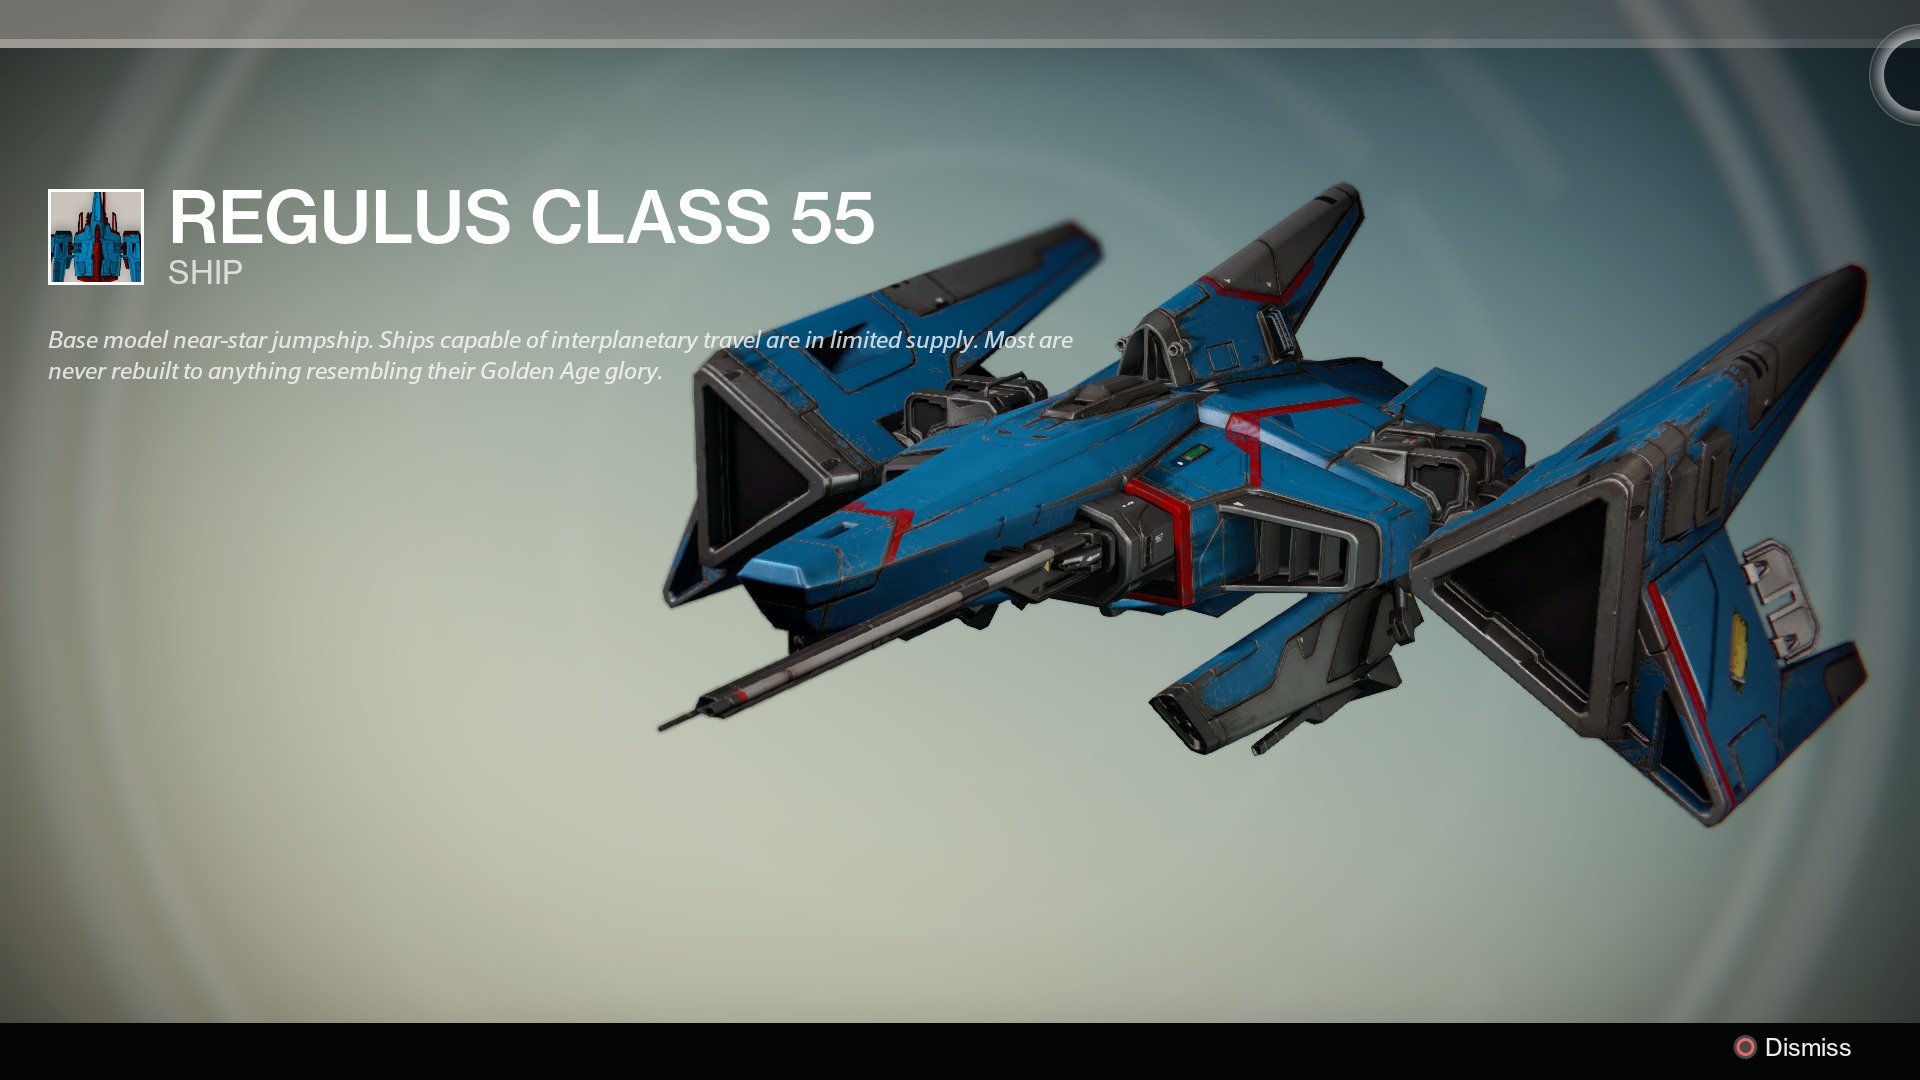 REGULUS CLASS 55
SHIP
Base model near-star jumpship. Ships capable of interplanetary travel are in limited supply. Most are
never rebuilt to anything resembling their Golden Age glory.
Dismiss